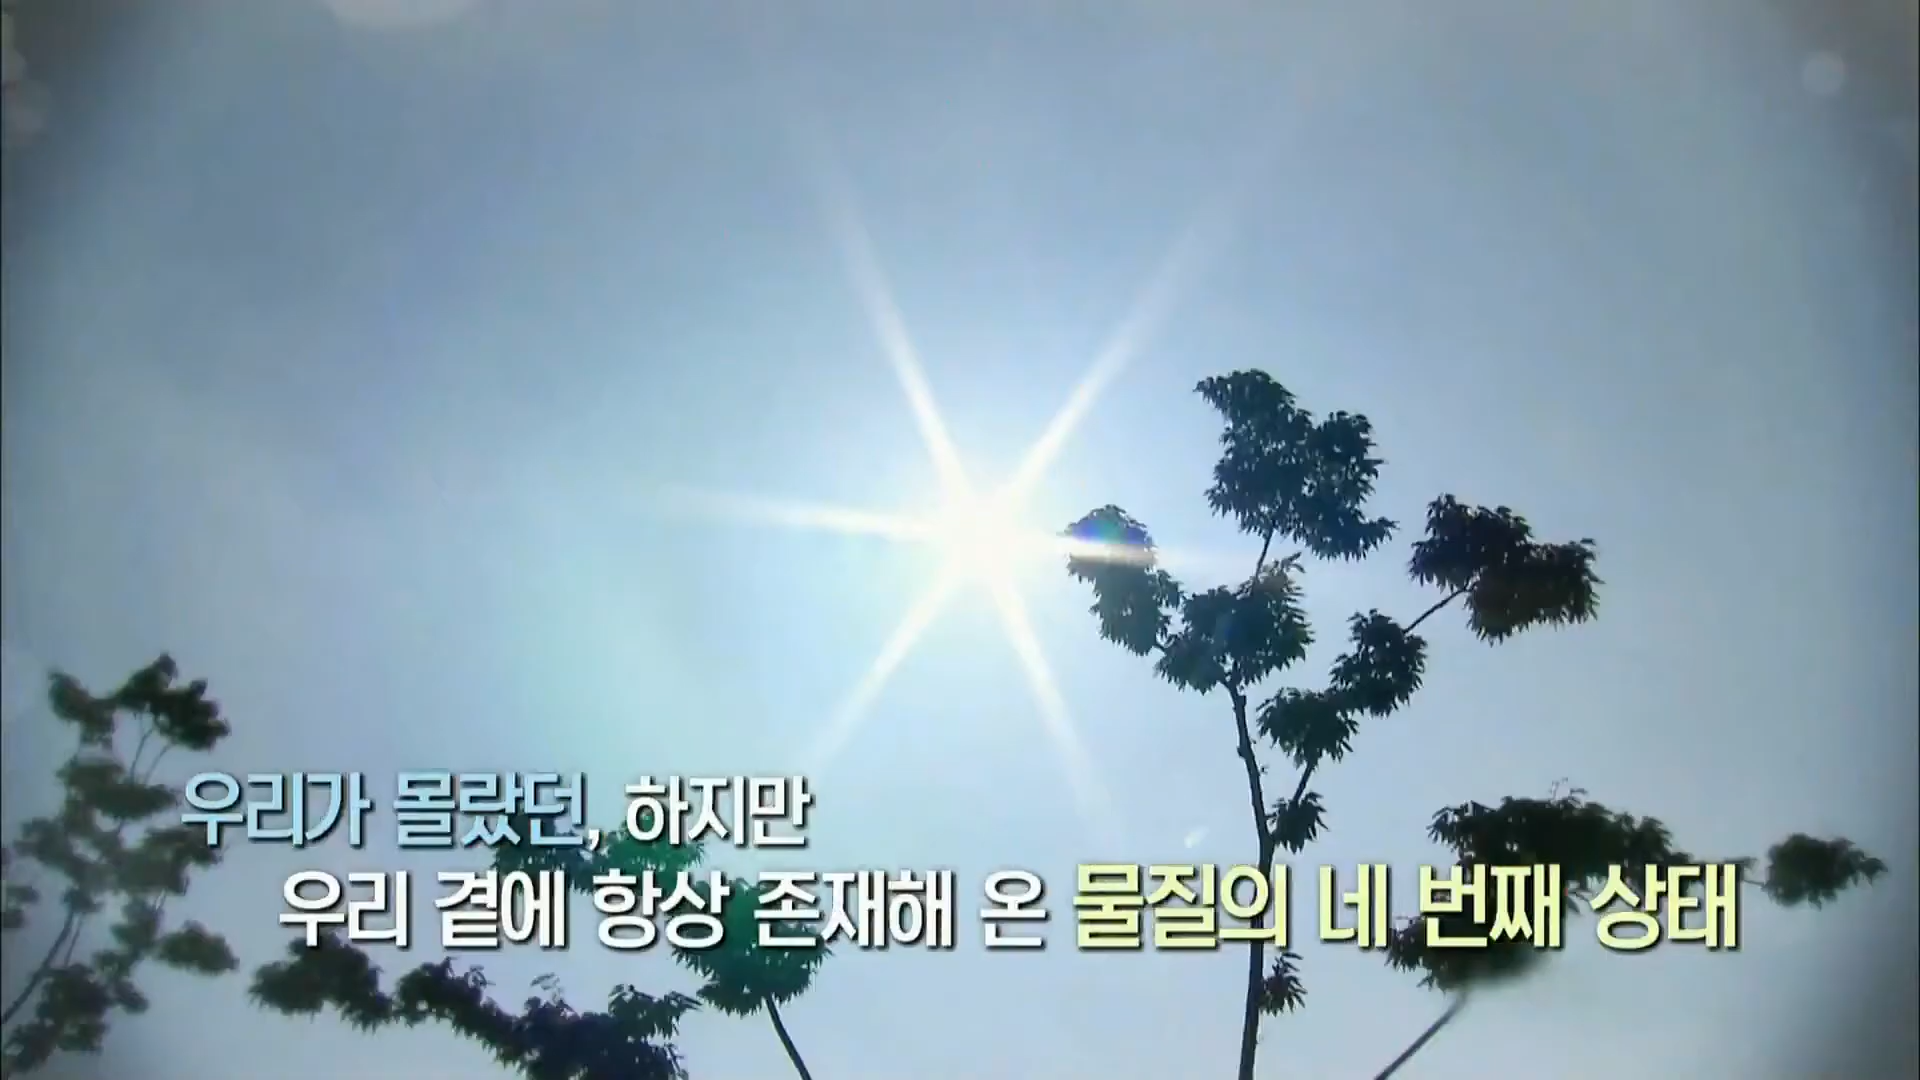 우리가 몰랐던, 하지만
우리 곁에 항상 존재해 온 물질의 네 번째 상태